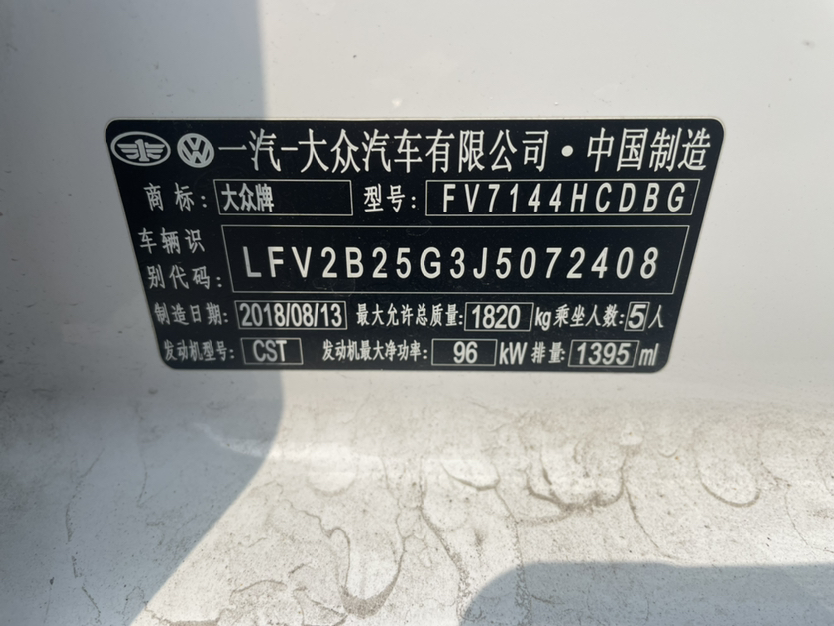 一汽-大众汽车有限公司·中国制造
商标: 大众牌 型号: FV7144HCDBG
车辆识
别代码: LFV2B25G3J5072408
制造日期: 2018/08/13 最大允许总质量: 1820 kg 乘坐人数: 5 人
发动机型号: CST 发动机最大净功率: 96 kW 排量: 1395 ml